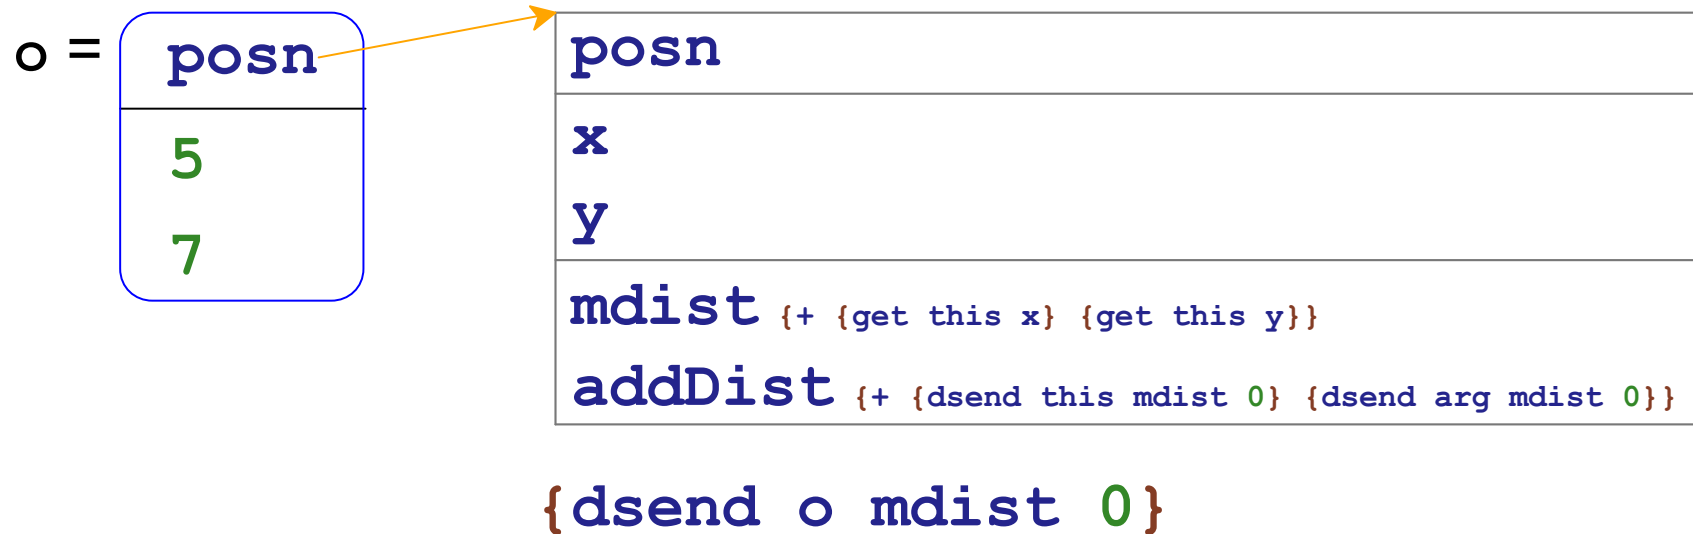 o = posn
5
7
posn
x
y
mdist {+ {get this x} {get this y}}
addDist {+ {dsend this mdist 0} {dsend arg mdist 0}}
{dsend o mdist 0}